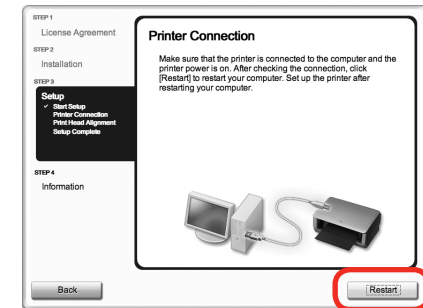 STEP 1
License Agreement
STEP 2
Installation
STEP 3
Setup
✓ Start Setup
Printer Connection
Print Head Alignment
Setup Complete
STEP 4
Information
Printer Connection
Make sure that the printer is connected to the computer and the
printer power is on. After checking the connection, click
[Restart] to restart your computer. Set up the printer after
restarting your computer.
Back
Restart